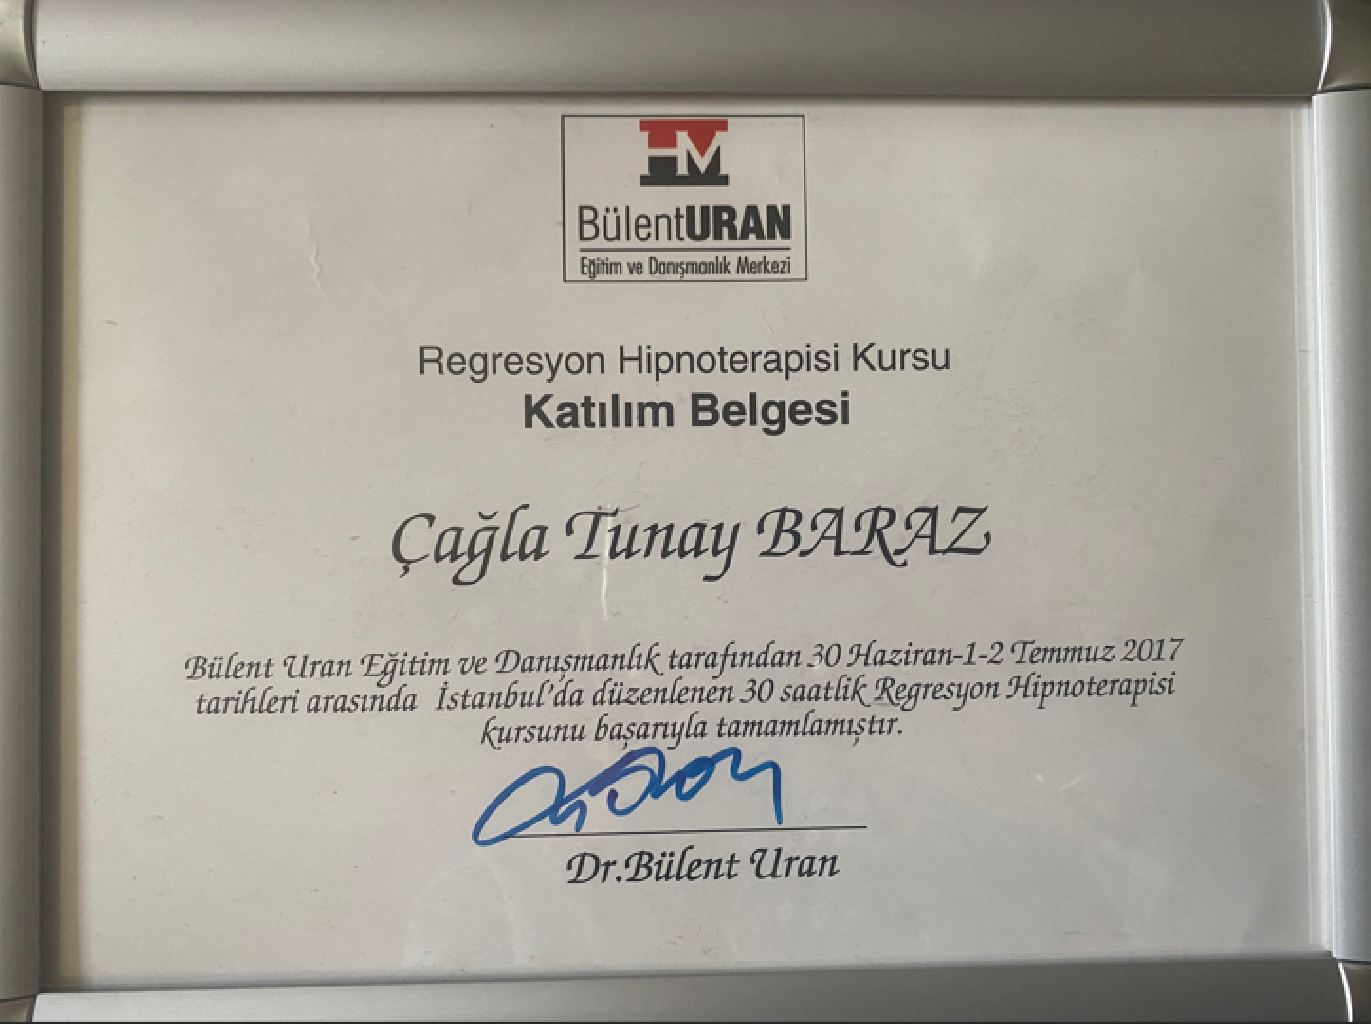 HM
BülentURAN
Eğitim ve Danışmanlık Merkezi
Regresyon Hipnoterapisi Kursu
Katılım Belgesi
Çağla Tunay BARAZ
Bülent Uran Eğitim ve Danışmanlık tarafından 30 Haziran-1-2 Temmuz 2017
tarihleri arasında İstanbul'da düzenlenen 30 saatlik Regresyon Hipnoterapisi
kursunu başarıyla tamamlamıştır.
Dr.Bülent Uran